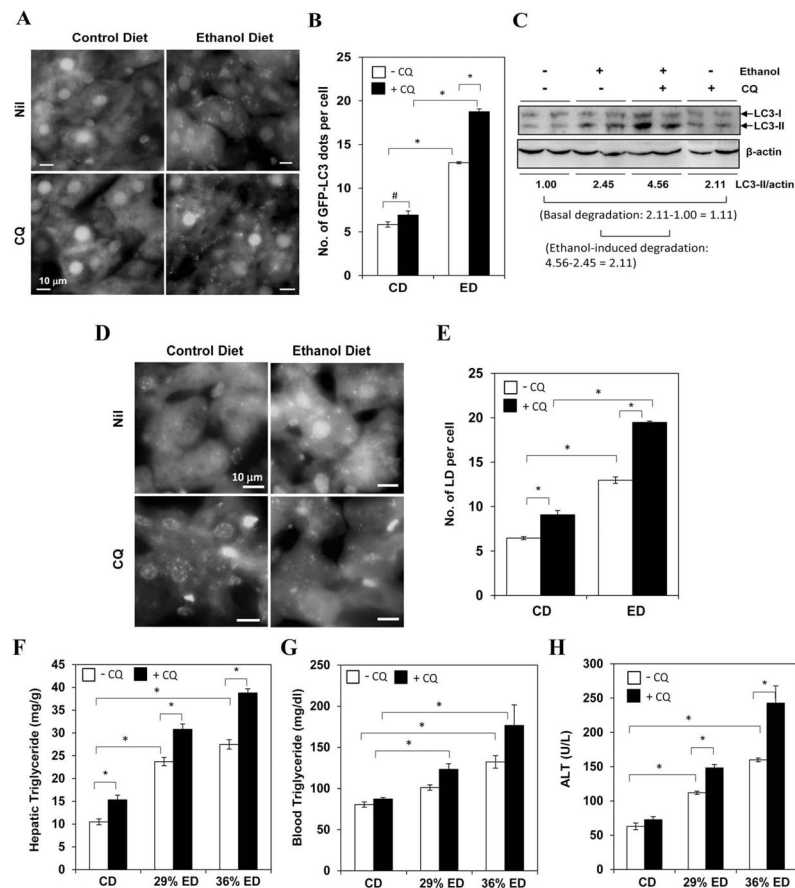 A
Control Diet Ethanol Diet
Nil
CQ
10 µm
B
- CQ
+ CQ
No. of GFP-LC3 dots per cell
25
20
15
10
5
0
*
*
*
#
CD ED
C
- + + - Ethanol
- - + + CQ
LC3-I
LC3-II
β-actin
1.00 2.45 4.56 2.11 LC3-II/actin
(Basal degradation: 2.11-1.00 = 1.11)
(Ethanol-induced degradation:
4.56-2.45 = 2.11)
D
Control Diet Ethanol Diet
Nil
10 µm
CQ
E
- CQ
+ CQ
No. of LD per cell
25
20
15
10
5
0
*
*
*
*
CD ED
F
- CQ
+ CQ
Hepatic Triglyceride (mg/g)
45
40
35
30
25
20
15
10
5
0
*
*
*
*
*
CD 29% ED 36% ED
G
- CQ
+ CQ
Blood Triglyceride (mg/dl)
250
200
150
100
50
0
*
*
*
CD 29% ED 36% ED
H
- CQ
+ CQ
ALT (U/L)
300
250
200
150
100
50
0
*
*
*
*
CD 29% ED 36% ED